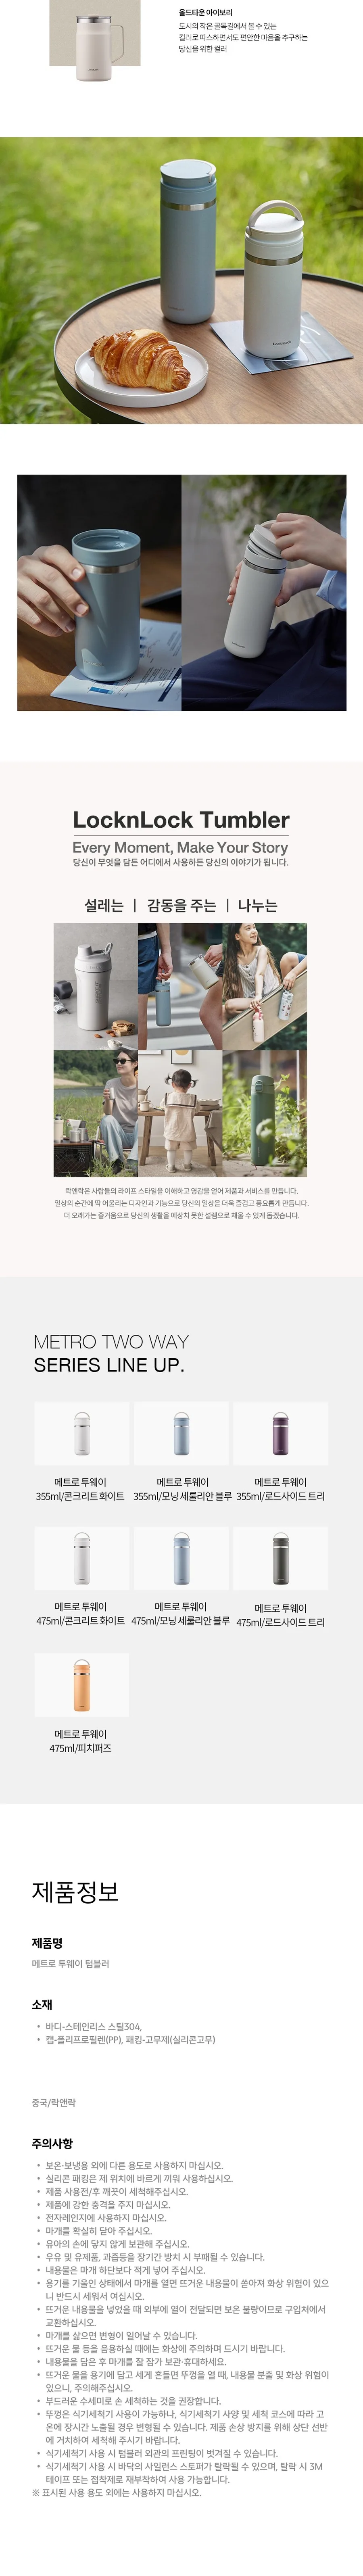 올드타운 아이보리
도시의 작은 골목길에서 볼 수 있는
컬러로 따스하면서도 편안한 마음을 추구하는
당신을 위한 컬러
LocknLock Tumbler
Every Moment, Make Your Story
당신이 무엇을 담든 어디에서 사용하든 당신의 이야기가 됩니다.
설레는 | 감동을 주는 | 나누는
락앤락은 사람들의 라이프 스타일을 이해하고 영감을 얻어 제품과 서비스를 만듭니다.
일상의 순간에 딱 어울리는 디자인과 기능으로 당신의 일상을 더욱 즐겁고 풍요롭게 만듭니다.
더 오래가는 즐거움으로 당신의 생활을 예상치 못한 설렘으로 채울 수 있게 돕겠습니다.
METRO TWO WAY
SERIES LINE UP.
메트로 투웨이
355ml/콘크리트 화이트
메트로 투웨이
355ml/모닝 세룰리안 블루
메트로 투웨이
355ml/로드사이드 트리
메트로 투웨이
475ml/콘크리트 화이트
메트로 투웨이
475ml/모닝 세룰리안 블루
메트로 투웨이
475ml/로드사이드 트리
메트로 투웨이
475ml/피치퍼즈
제품정보
제품명
메트로 투웨이 텀블러
소재
• 바디-스테인리스 스틸304,
• 캡-폴리프로필렌(PP), 패킹-고무제(실리콘고무)
중국/락앤락
주의사항
• 보온·보냉용 외에 다른 용도로 사용하지 마십시오.
• 실리콘 패킹은 제 위치에 바르게 끼워 사용하십시오.
• 제품 사용전/후 깨끗이 세척해주십시오.
• 제품에 강한 충격을 주지 마십시오.
• 전자레인지에 사용하지 마십시오.
• 마개를 확실히 닫아 주십시오.
• 유아의 손에 닿지 않게 보관해 주십시오.
• 우유 및 유제품, 과즙등을 장기간 방치 시 부패될 수 있습니다.
• 내용물은 마개 하단보다 적게 넣어 주십시오.
• 용기를 기울인 상태에서 마개를 열면 뜨거운 내용물이 쏟아져 화상 위험이 있으
니 반드시 세워서 여십시오.
• 뜨거운 내용물을 넣었을 때 외부에 열이 전달되면 보온 불량이므로 구입처에서
교환하십시오.
• 마개를 삶으면 변형이 일어날 수 있습니다.
• 뜨거운 물 등을 음용하실 때에는 화상에 주의하며 드시기 바랍니다.
• 내용물을 담은 후 마개를 잘 잠가 보관·휴대하세요.
• 뜨거운 물을 용기에 담고 세게 흔들면 뚜껑을 열 때, 내용물 분출 및 화상 위험이
있으니, 주의해주십시오.
• 부드러운 수세미로 손 세척하는 것을 권장합니다.
• 뚜껑은 식기세척기 사용이 가능하나, 식기세척기 사양 및 세척 코스에 따라 고
온에 장시간 노출될 경우 변형될 수 있습니다. 제품 손상 방지를 위해 상단 선반
에 거치하여 세척해 주시기 바랍니다.
• 식기세척기 사용 시 텀블러 외관의 프린팅이 벗겨질 수 있습니다.
• 식기세척기 사용 시 바닥의 사일런스 스토퍼가 탈락될 수 있으며, 탈락 시 3M
테이프 또는 접착제로 재부착하여 사용 가능합니다.
※ 표시된 사용 용도 외에는 사용하지 마십시오.